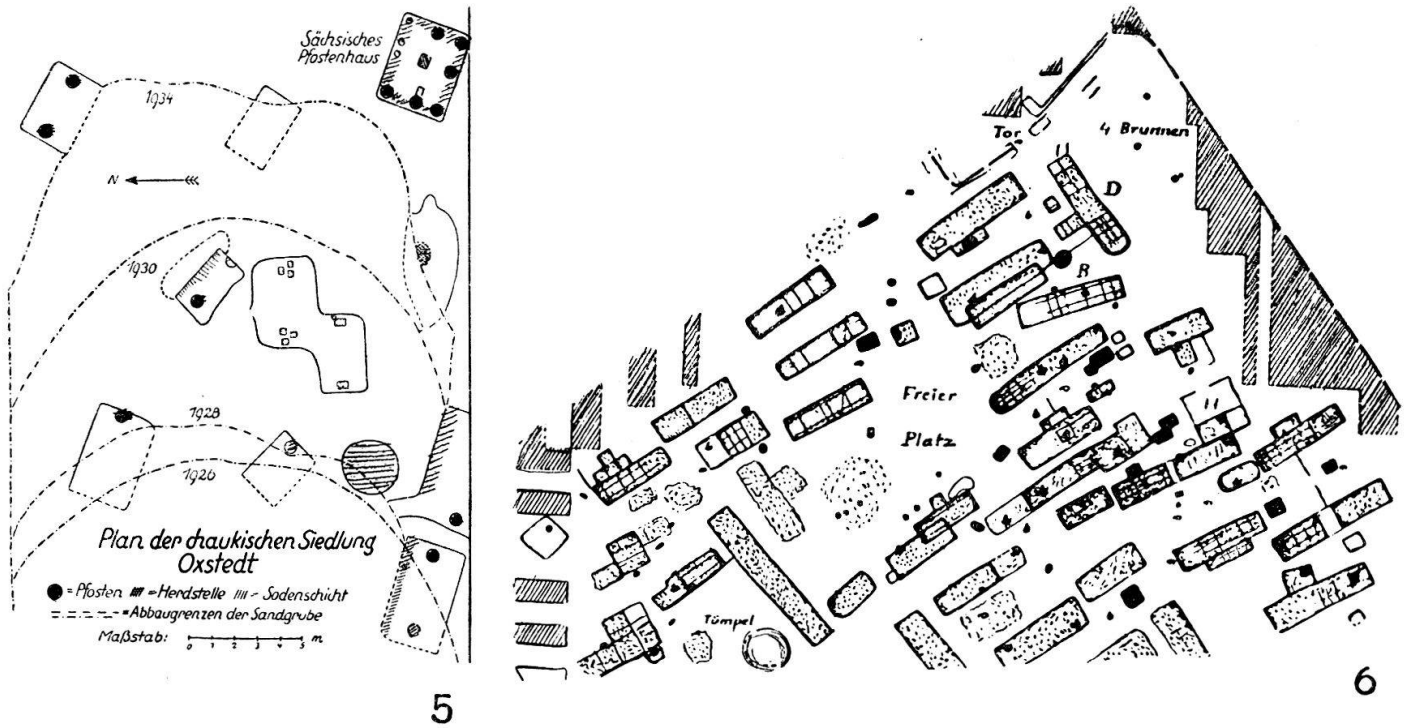 Sächsisches
Pfostenhaus
1934
N
1930
1928
1926
Plan der chaukischen Siedlung
Oxstedt
= Pfosten = Herdstelle = Sodenschicht
= Abbaugrenzen der Sandgrube
Maßstab: 0 1 2 3 4 5 m
5
Tor
4 Brunnen
D
B
Freier
Platz
Tümpel
6